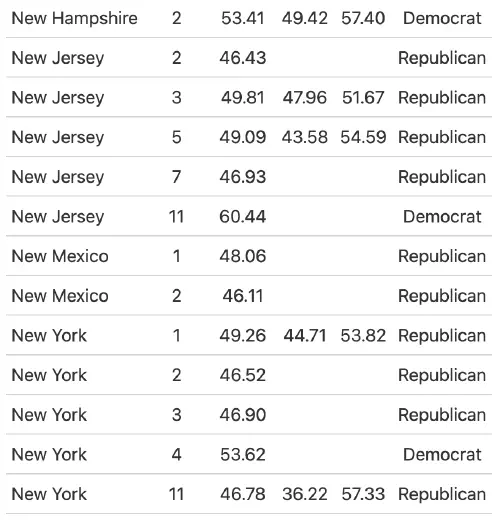 New Hampshire 2 53.41 49.42 57.40 Democrat
New Jersey 2 46.43 Republican
New Jersey 3 49.81 47.96 51.67 Republican
New Jersey 5 49.09 43.58 54.59 Republican
New Jersey 7 46.93 Republican
New Jersey 11 60.44 Democrat
New Mexico 1 48.06 Republican
New Mexico 2 46.11 Republican
New York 1 49.26 44.71 53.82 Republican
New York 2 46.52 Republican
New York 3 46.90 Republican
New York 4 53.62 Democrat
New York 11 46.78 36.22 57.33 Republican